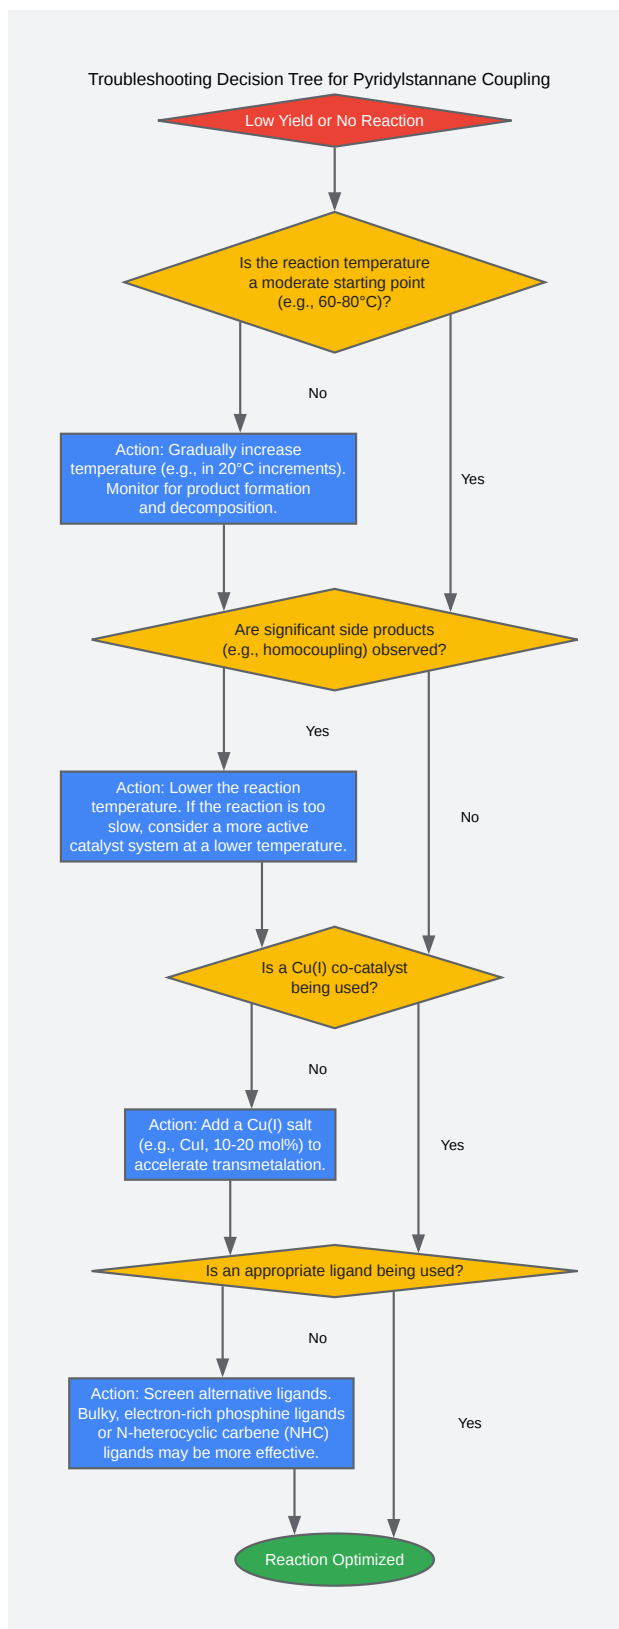 Troubleshooting Decision Tree for Pyridylstannane Coupling
Low Yield or No Reaction
Is the reaction temperature
a moderate starting point
(e.g., 60-80°C)?
No
Action: Gradually increase
temperature (e.g., in 20°C increments).
Monitor for product formation
and decomposition.
Yes
Are significant side products
(e.g., homocoupling) observed?
Yes
Action: Lower the reaction
temperature. If the reaction is too
slow, consider a more active
catalyst system at a lower temperature.
No
Is a Cu(I) co-catalyst
being used?
No
Action: Add a Cu(I) salt
(e.g., CuI, 10-20 mol%) to
accelerate transmetalation.
Yes
Is an appropriate ligand being used?
No
Action: Screen alternative ligands.
Bulky, electron-rich phosphine ligands
or N-heterocyclic carbene (NHC)
ligands may be more effective.
Yes
Reaction Optimized